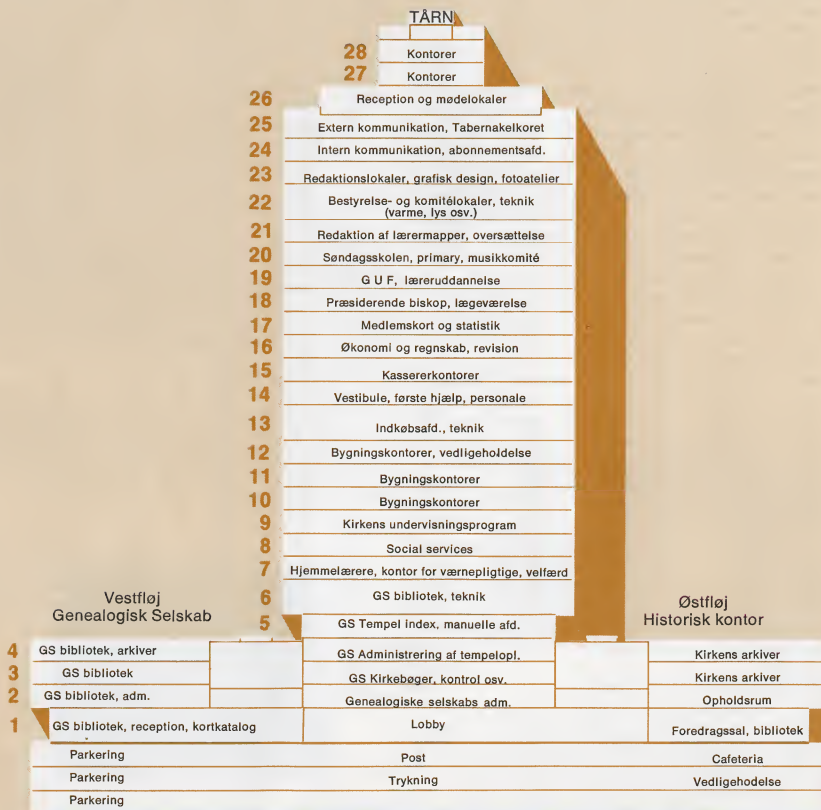 TÅRN
28 Kontorer
27 Kontorer
26 Reception og mødelokaler
25 Extern kommunikation, Tabernakelkoret
24 Intern kommunikation, abonnementsafd.
23 Redaktionslokaler, grafisk design, fotoatelier
22 Bestyrelse- og komitélokaler, teknik
(varme, lys osv.)
21 Redaktion af lærermapper, oversættelse
20 Søndagsskolen, primary, musikkomité
19 G U F, læreruddannelse
18 Præsiderende biskop, lægeværelse
17 Medlemskort og statistik
16 Økonomi og regnskab, revision
15 Kassererkontorer
14 Vestibule, første hjælp, personale
13 Indkøbsafd., teknik
12 Bygningskontorer, vedligeholdelse
11 Bygningskontorer
10 Bygningskontorer
9 Kirkens undervisningsprogram
8 Social services
7 Hjemmelærere, kontor for værnepligtige, velfærd
6 GS bibliotek, teknik
5 GS Tempel index, manuelle afd.
Vestfløj
Genealogisk Selskab
Østfløj
Historisk kontor
4 GS bibliotek, arkiver GS Administrering af tempelopl. Kirkens arkiver
3 GS bibliotek GS Kirkebøger, kontrol osv. Kirkens arkiver
2 GS bibliotek, adm. Genealogiske selskabs adm. Opholdsrum
1 GS bibliotek, reception, kortkatalog Lobby Foredragssal, bibliotek
Parkering Post Cafeteria
Parkering Trykning Vedligehodelse
Parkering